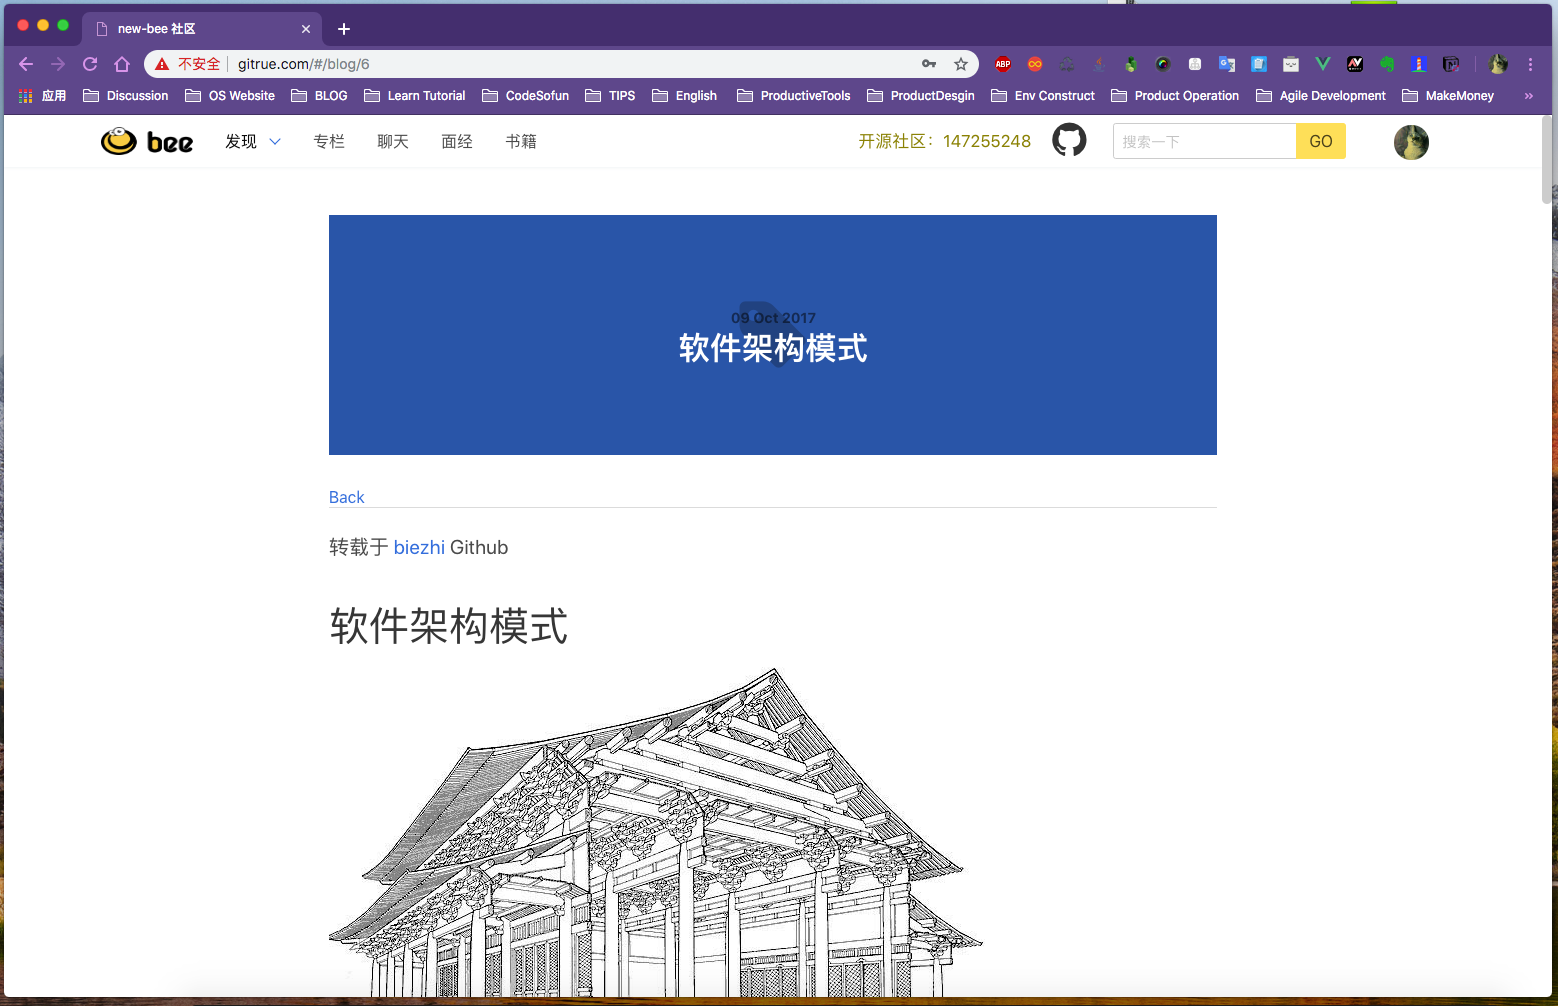 new-bee 社区
不安全 gitrue.com/#/blog/6 ABP
应用 Discussion OS Website BLOG Learn Tutorial CodeSofun TIPS English ProductiveTools ProductDesgin Env Construct Product Operation Agile Development MakeMoney »
bee 发现 专栏 聊天 面经 书籍 开源社区：147255248 搜索一下 GO
09 Oct 2017
软件架构模式
Back
转载于 biezhi Github
软件架构模式